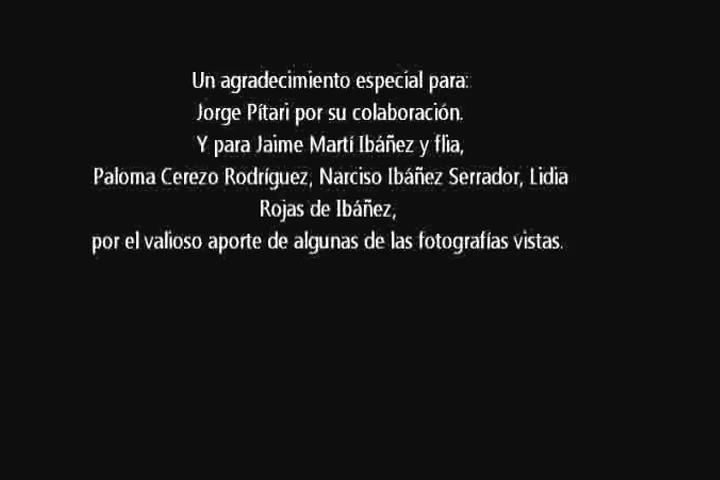 Un agradecimiento especial para:
Jorge Pítari por su colaboración.
Y para Jaime Martí Ibáñez y flia,
Paloma Cerezo Rodríguez, Narciso Ibáñez Serrador, Lidia
Rojas de Ibáñez,
por el valioso aporte de algunas de las fotografías vistas.